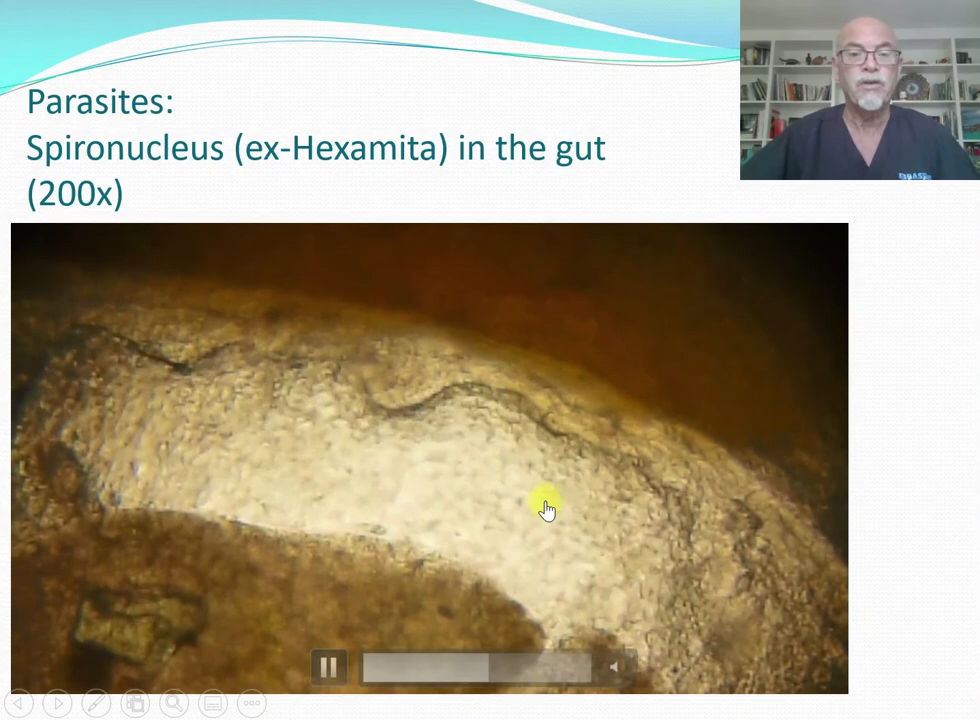 Parasites:
Spironucleus (ex-Hexamita) in the gut
(200x)